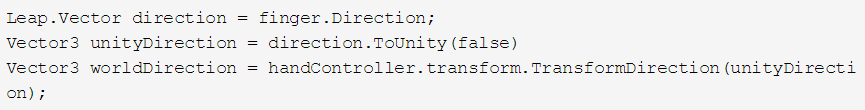 Leap.Vector direction = finger.Direction;
Vector3 unityDirection = direction.ToUnity(false)
Vector3 worldDirection = handController.transform.TransformDirection(unityDirecti
on);